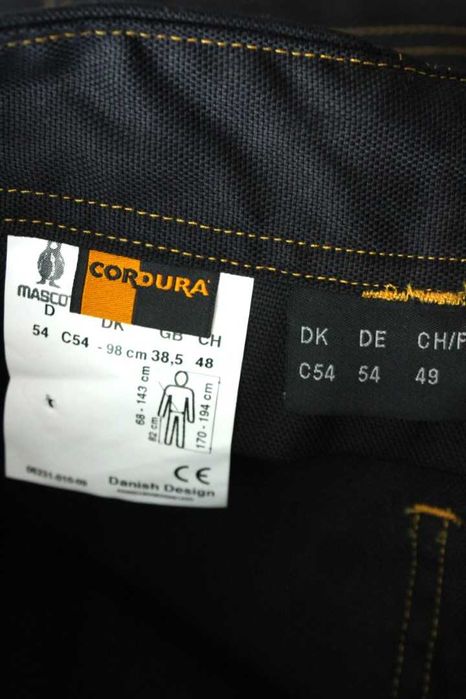 CORDURA
MASCOT
D DK GB CH
54 C54 - 98 cm 38,5 48
68 - 143 cm
82 cm
170 - 194 cm
CE
Danish Design
DK DE CH/F
C54 54 49